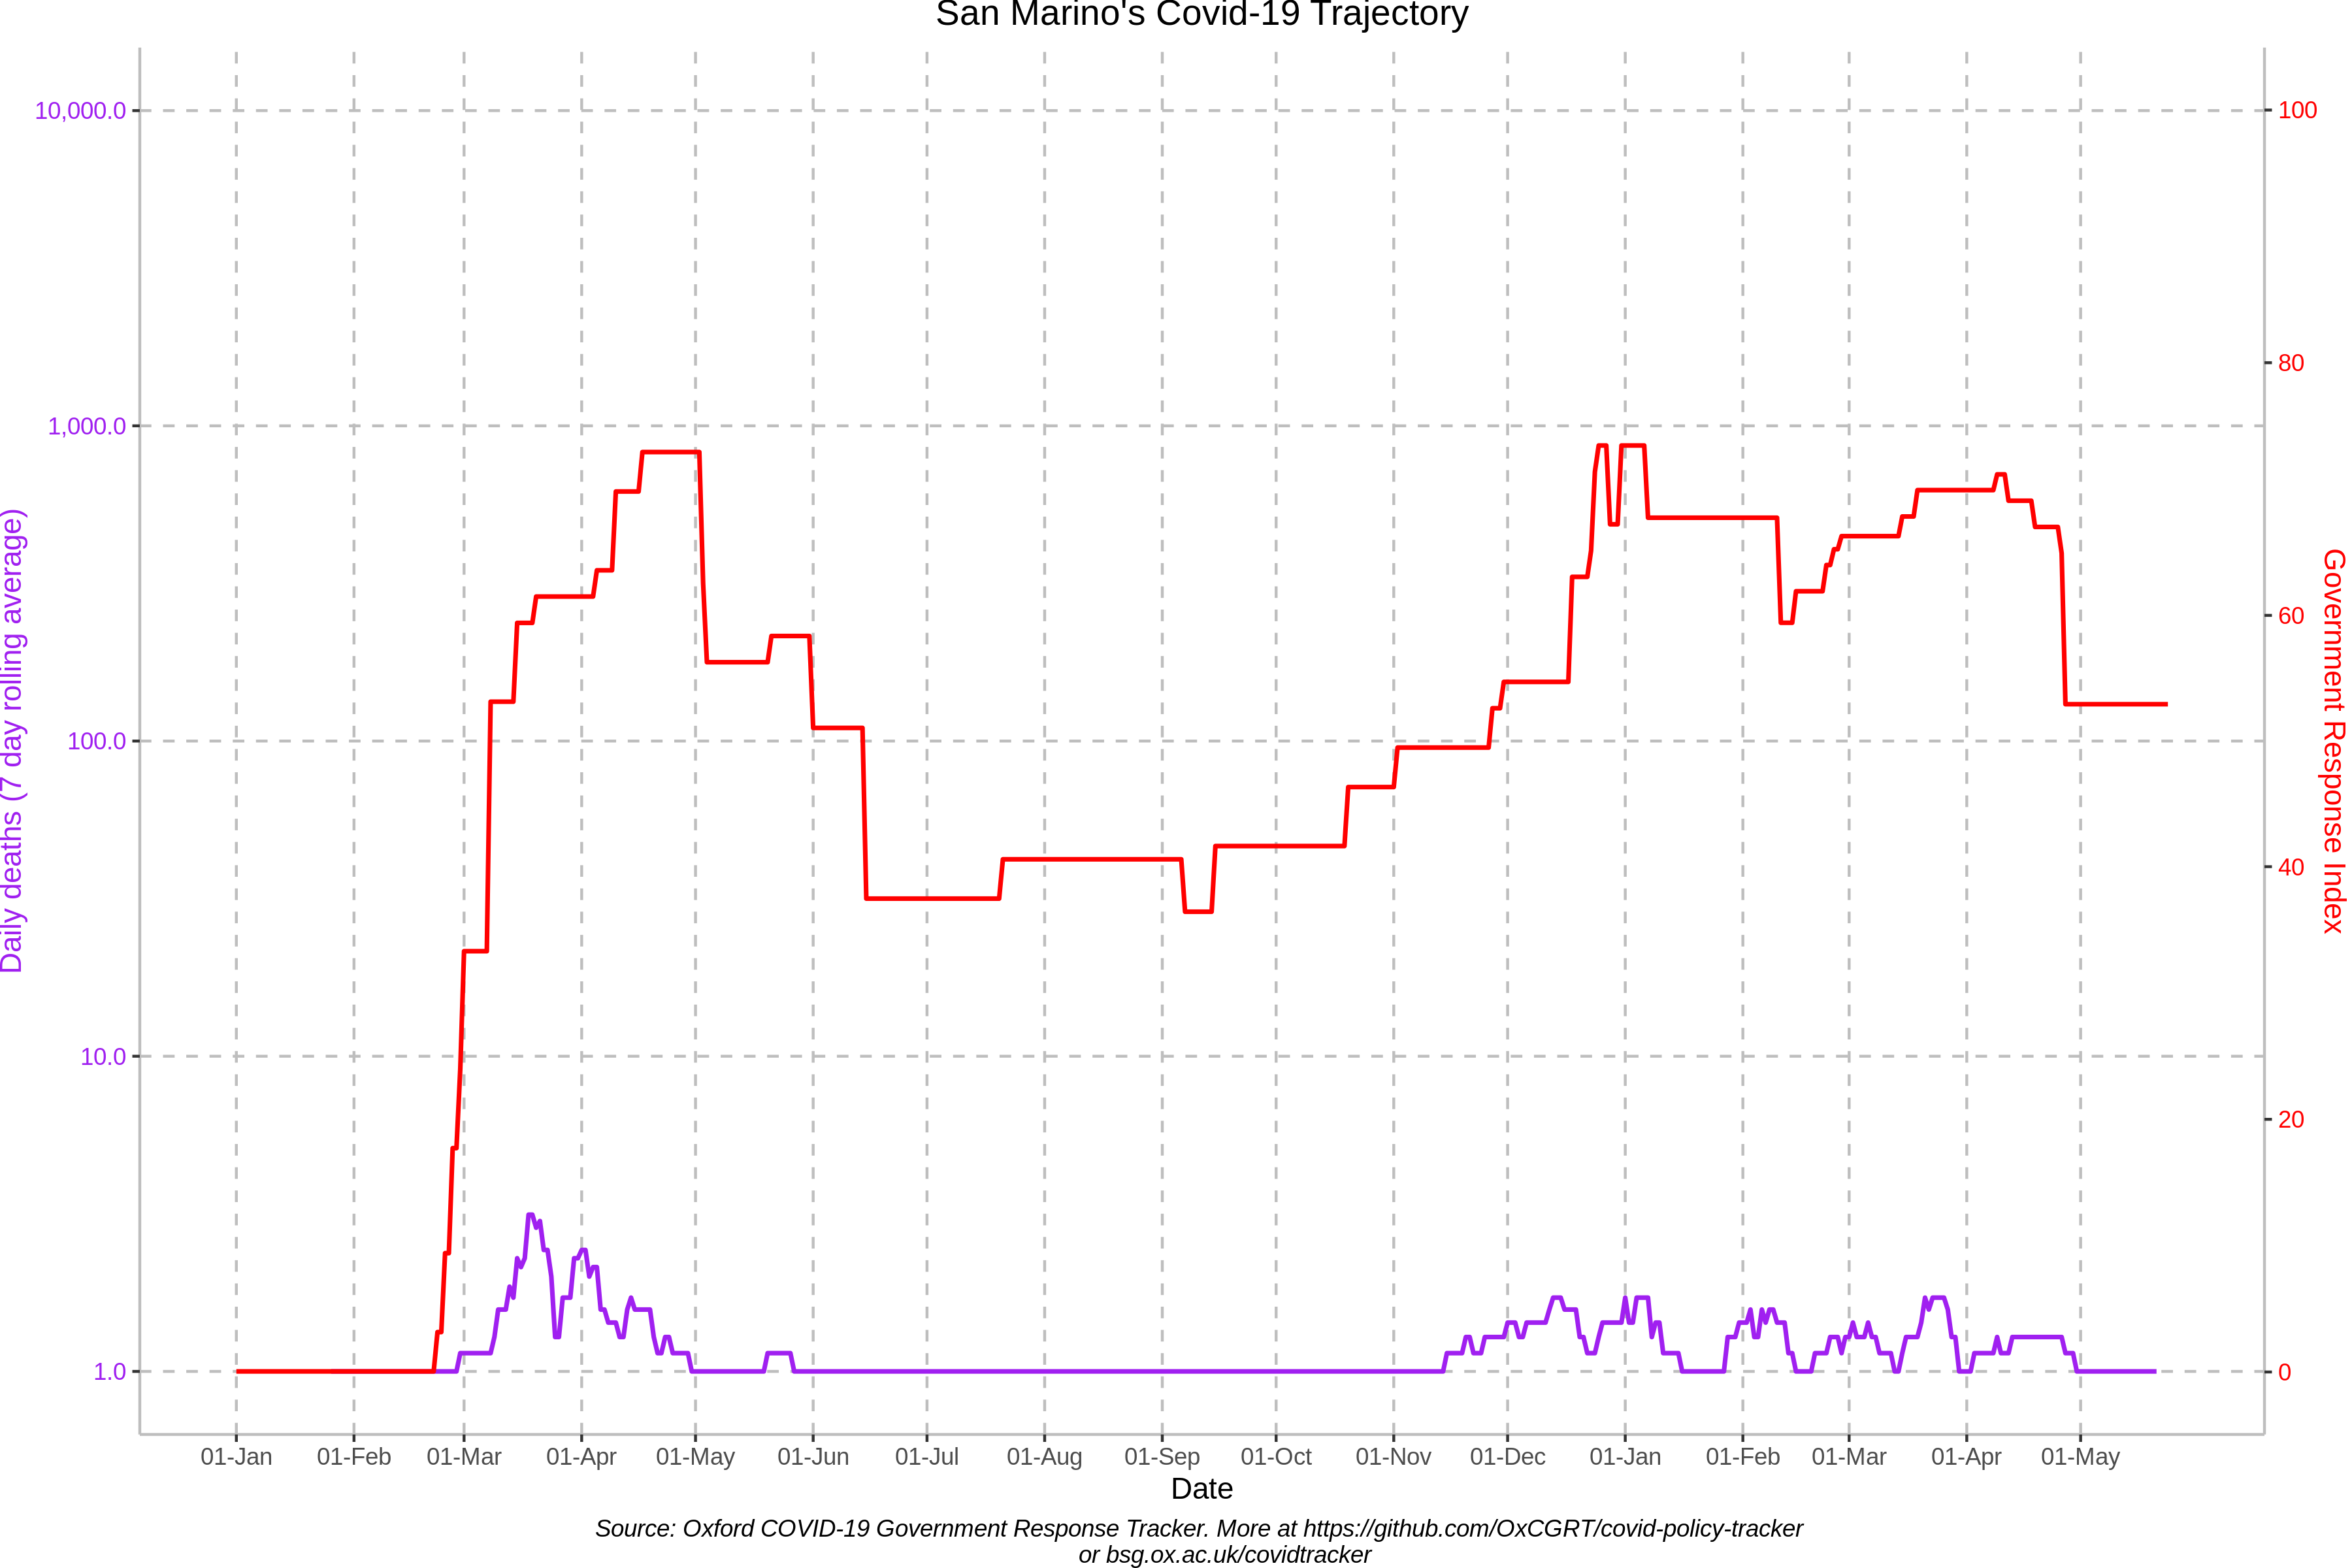 San Marino's Covid-19 Trajectory
10,000.0
1,000.0
100.0
10.0
1.0
Daily deaths (7 day rolling average)
100
80
60
40
20
0
Government Response Index
01-Jan 01-Feb 01-Mar 01-Apr 01-May 01-Jun 01-Jul 01-Aug 01-Sep 01-Oct 01-Nov 01-Dec 01-Jan 01-Feb 01-Mar 01-Apr 01-May
Date
Source: Oxford COVID-19 Government Response Tracker. More at https://github.com/OxCGRT/covid-policy-tracker
or bsg.ox.ac.uk/covidtracker